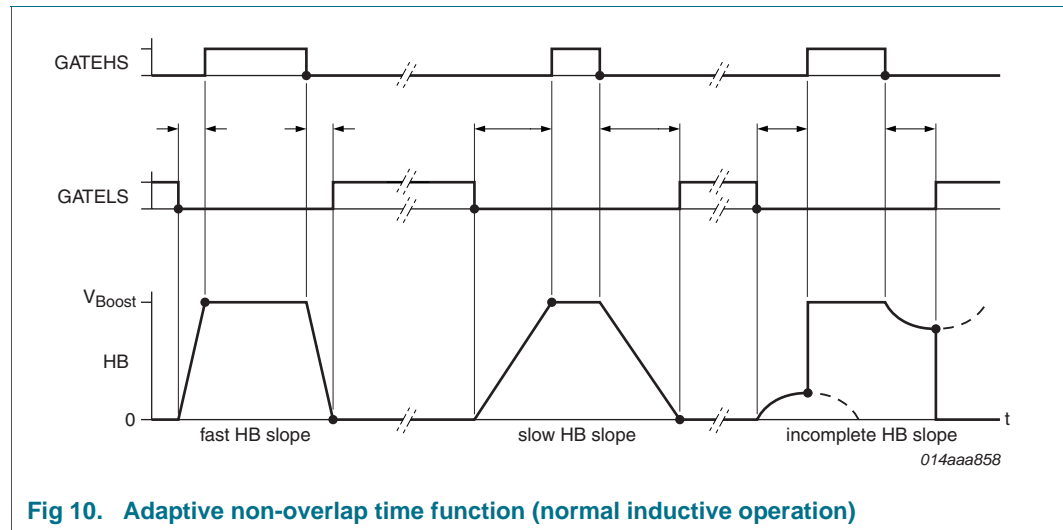 GATEHS
GATELS
VBoost
HB
0
t
fast HB slope
slow HB slope
incomplete HB slope
014aaa858
Fig 10. Adaptive non-overlap time function (normal inductive operation)